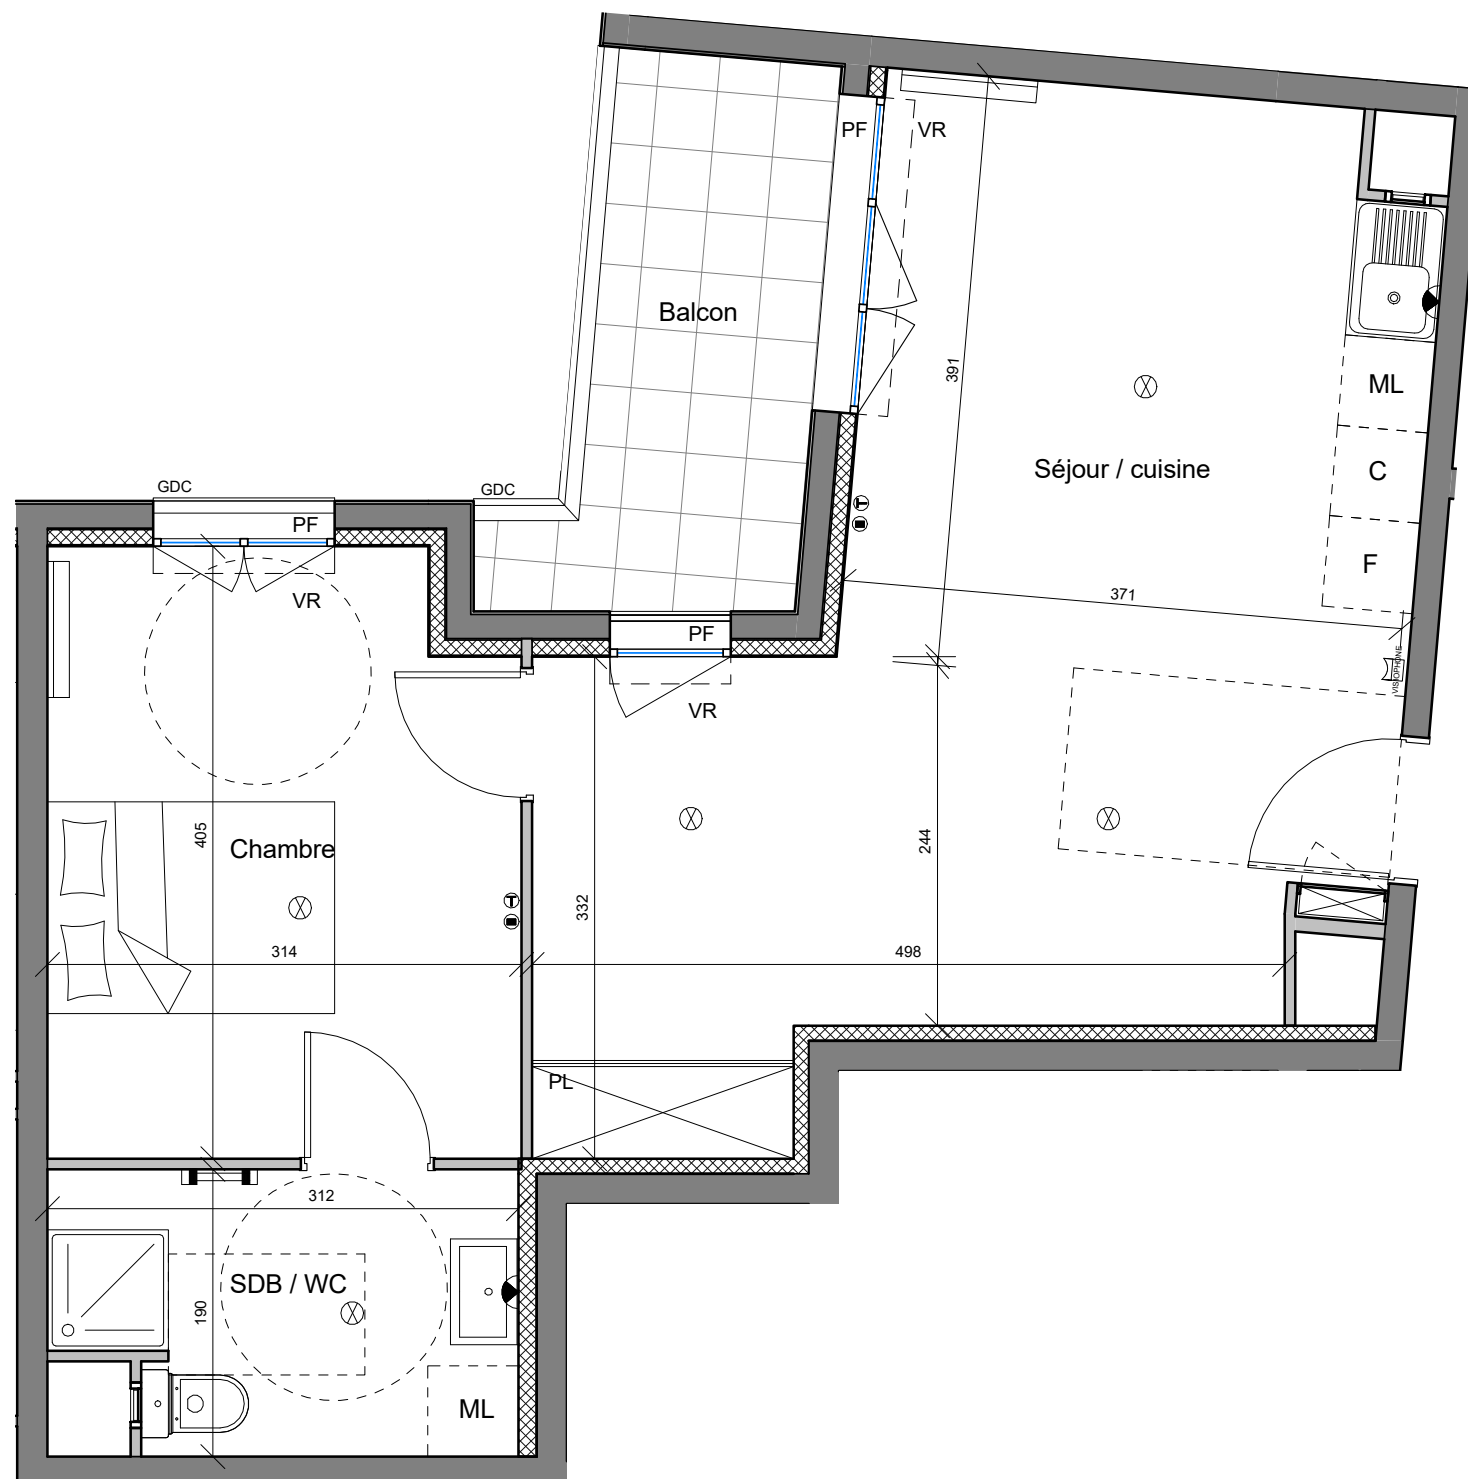 PF
VR
Balcon
391
ML
Séjour / cuisine
C
GDC
GDC
PF
F
371
VR
PF
VISIOPHONE
VR
405
Chambre
244
332
314
498
PL
312
SDB / WC
190
ML